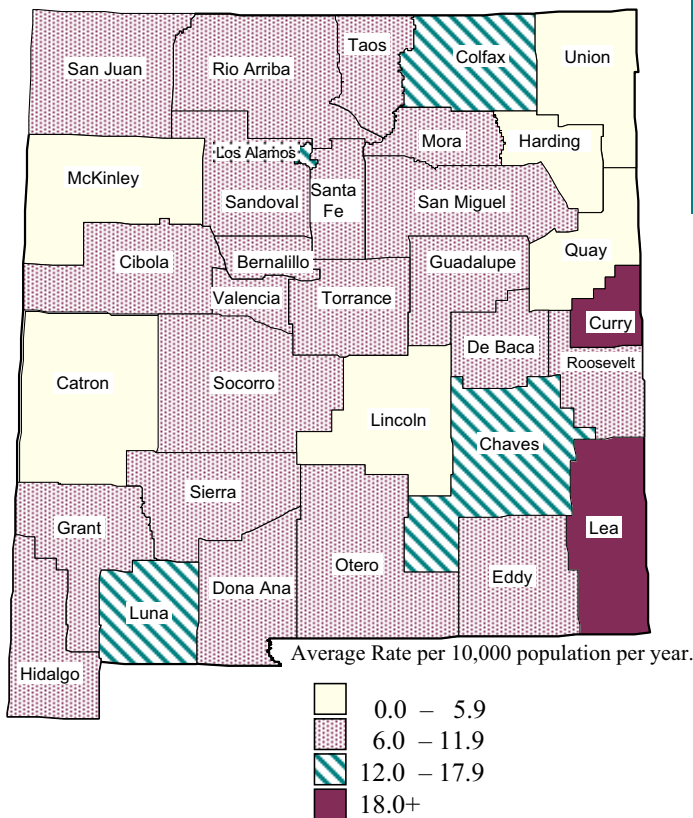 Taos
Colfax
Union
San Juan
Rio Arriba
Mora
Harding
Los Alamos
McKinley
Sandoval
Santa
Fe
San Miguel
Quay
Cibola
Bernalillo
Guadalupe
Valencia
Torrance
Curry
De Baca
Roosevelt
Catron
Socorro
Lincoln
Chaves
Sierra
Grant
Lea
Otero
Eddy
Dona Ana
Luna
Hidalgo
Average Rate per 10,000 population per year.
0.0 – 5.9
6.0 – 11.9
12.0 – 17.9
18.0+